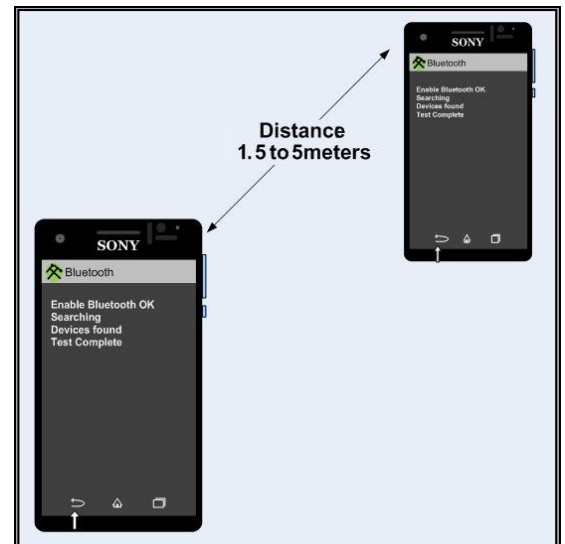 SONY
Bluetooth
Enable Bluetooth OK
Searching
Devices found
Test Complete
Distance
1.5 to 5meters
SONY
Bluetooth
Enable Bluetooth OK
Searching
Devices found
Test Complete